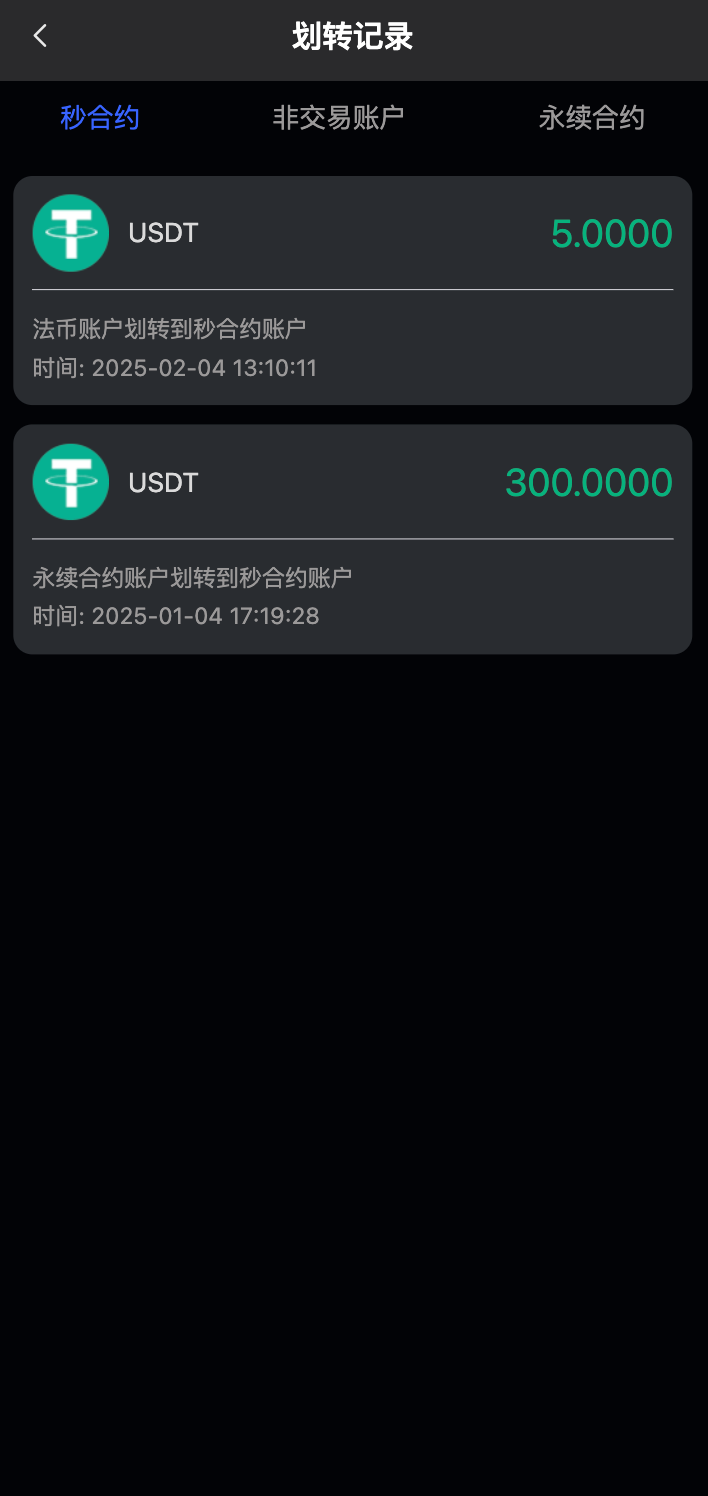 划转记录
秒合约 非交易账户 永续合约
USDT 5.0000
法币账户划转到秒合约账户
时间: 2025-02-04 13:10:11
USDT 300.0000
永续合约账户划转到秒合约账户
时间: 2025-01-04 17:19:28